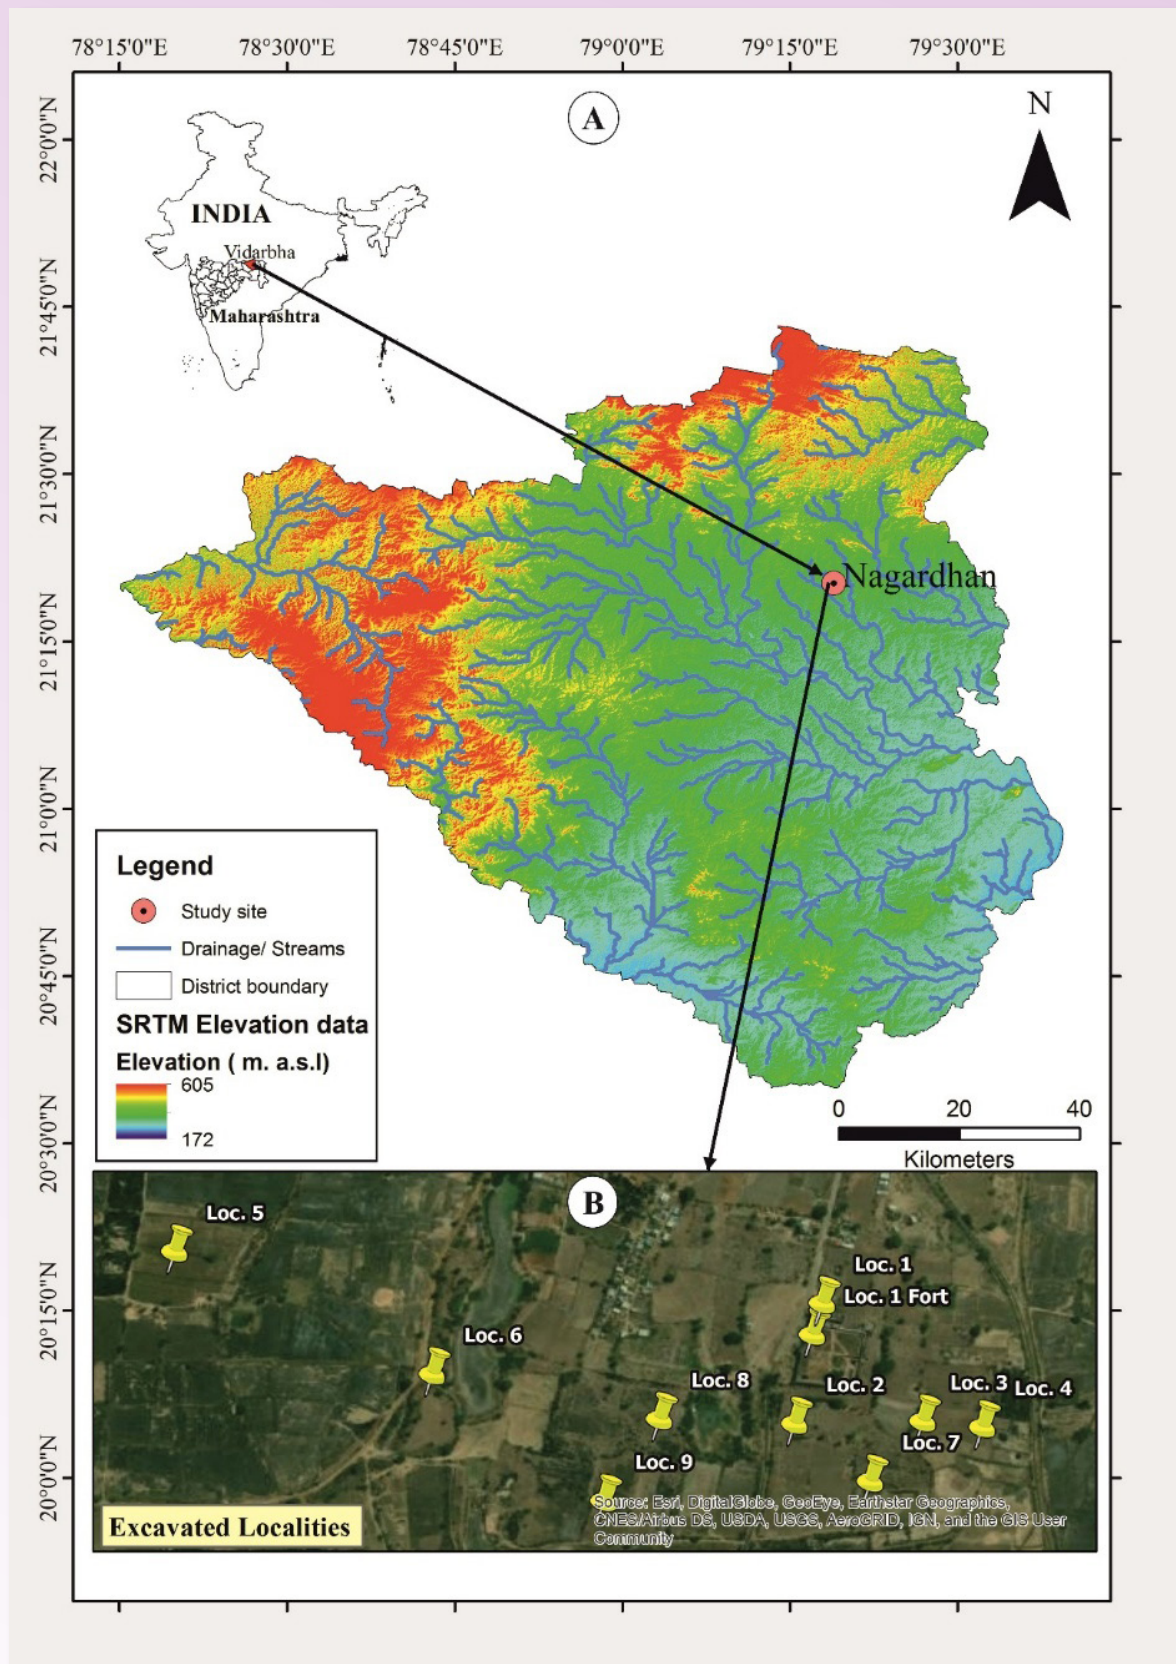 78°15'0"E 78°30'0"E 78°45'0"E 79°0'0"E 79°15'0"E 79°30'0"E
22°0'0"N
21°45'0"N
21°30'0"N
21°15'0"N
21°0'0"N
20°45'0"N
20°30'0"N
20°15'0"N
20°0'0"N
A
N
INDIA
Vidarbha
Maharashtra
Nagardhan
Legend
Study site
Drainage/ Streams
District boundary
SRTM Elevation data
Elevation ( m. a.s.l)
605
172
0 20 40
Kilometers
B
Loc. 5
Loc. 1
Loc. 1 Fort
Loc. 6
Loc. 8
Loc. 2
Loc. 3
Loc. 4
Loc. 7
Loc. 9
Excavated Localities
Source: Esri, DigitalGlobe, GeoEye, Earthstar Geographics,
CNES/Airbus DS, USDA, USGS, AeroGRID, IGN, and the GIS User
Community